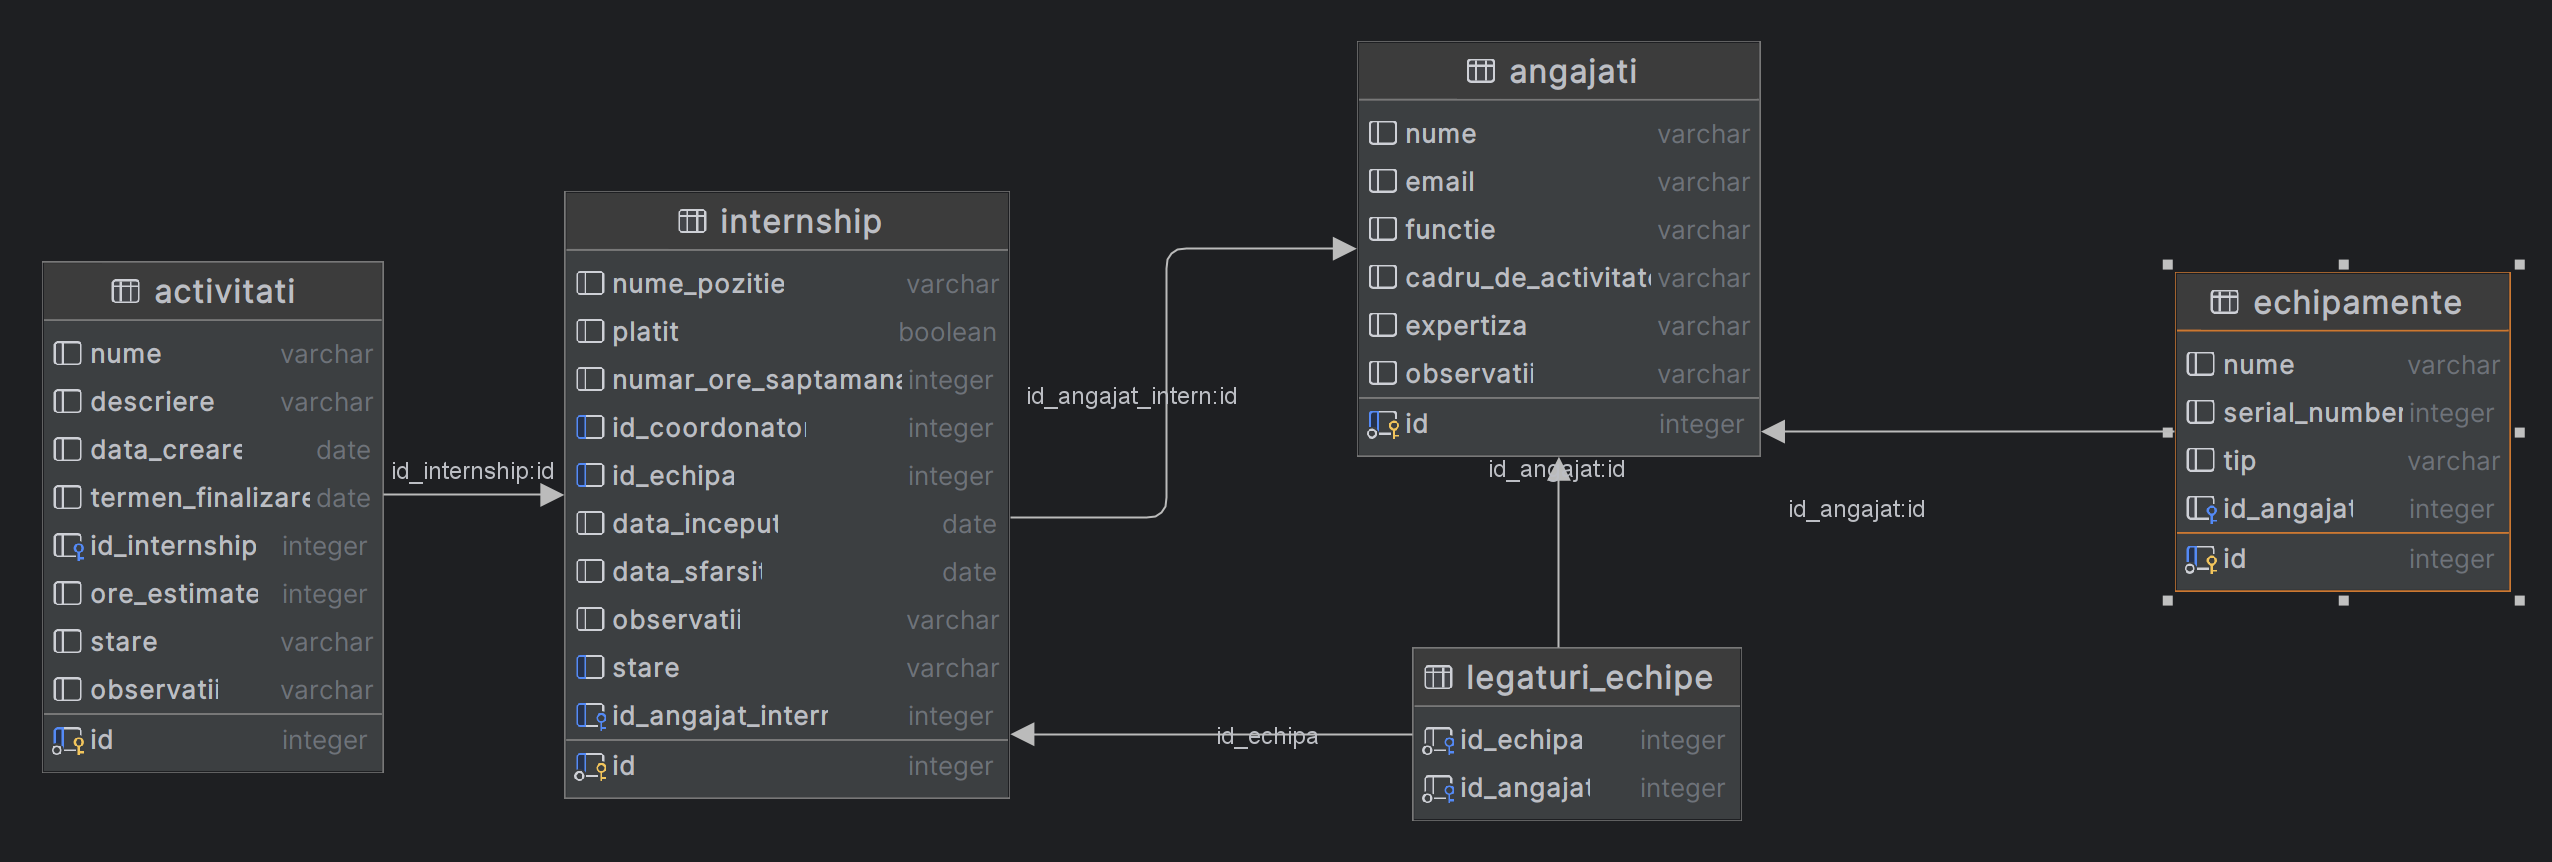 activitati
nume varchar
descriere varchar
data_creare date
termen_finalizare date
id_internship integer
ore_estimate integer
stare varchar
observatii varchar
id integer
id_internship:id
internship
nume_pozitie varchar
platit boolean
numar_ore_saptamana integer
id_coordonator integer
id_echipa integer
data_inceput date
data_sfarsit date
observatii varchar
stare varchar
id_angajat_intern integer
id integer
id_angajat_intern:id
angajati
nume varchar
email varchar
functie varchar
cadru_de_activitate varchar
expertiza varchar
observatii varchar
id integer
id_angajat:id
id_angajat:id
id_echipa
legaturi_echipe
id_echipa integer
id_angajat integer
echipamente
nume varchar
serial_number integer
tip varchar
id_angajat integer
id integer